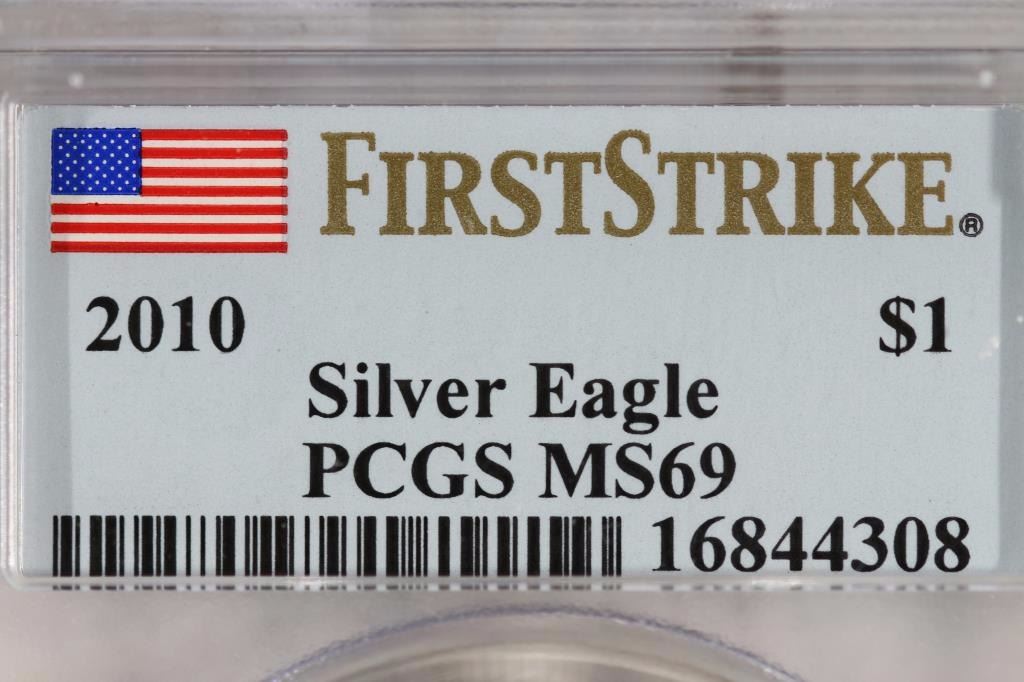 FIRSTSTRIKE®
2010 $1
Silver Eagle
PCGS MS69
16844308